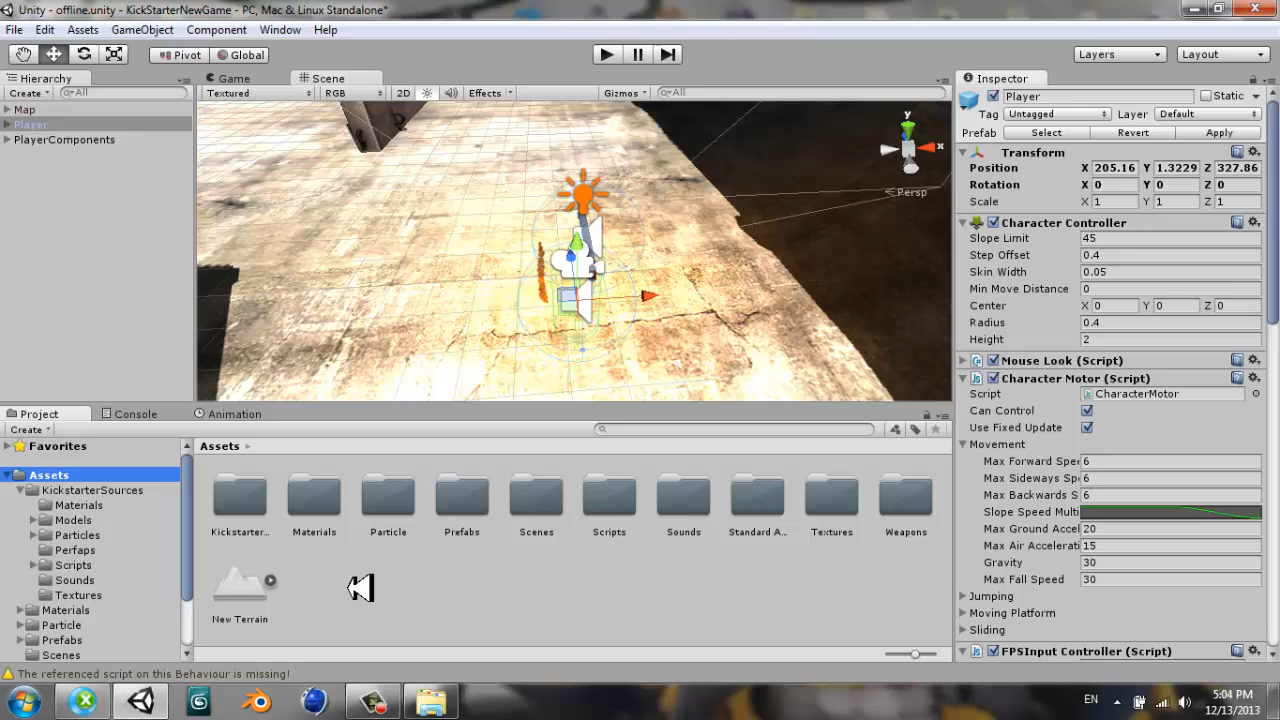 Unity - offline.unity - KickStarterNewGame - PC, Mac & Linux Standalone*
File Edit Assets GameObject Component Window Help
Pivot Global Layers Layout
Hierarchy
Create All
Map
Player
PlayerComponents
Game Scene
Textured RGB 2D Effects Gizmos All
y
x
Persp
Inspector
Player Static
Tag Untagged Layer Default
Prefab Select Revert Apply
Transform
Position X 205.16 Y 1.3229 Z 327.86
Rotation X 0 Y 0 Z 0
Scale X 1 Y 1 Z 1
Character Controller
Slope Limit 45
Step Offset 0.4
Skin Width 0.05
Min Move Distance 0
Center X 0 Y 0 Z 0
Radius 0.4
Height 2
Mouse Look (Script)
Character Motor (Script)
Script CharacterMotor
Can Control
Use Fixed Update
Movement
Max Forward Spee 6
Max Sideways Sp 6
Max Backwards S 6
Slope Speed Multi
Max Ground Accel 20
Max Air Accelerati 15
Gravity 30
Max Fall Speed 30
Jumping
Moving Platform
Sliding
FPSInput Controller (Script)
Project Console Animation
Create
Favorites
Assets
KickstarterSources
Materials
Models
Particles
Perfaps
Scripts
Sounds
Textures
Materials
Particle
Prefabs
Scenes
Assets
Kickstarter... Materials Particle Prefabs Scenes Scripts Sounds Standard A... Textures Weapons
New Terrain
The referenced script on this Behaviour is missing!
EN
5:04 PM
12/13/2013